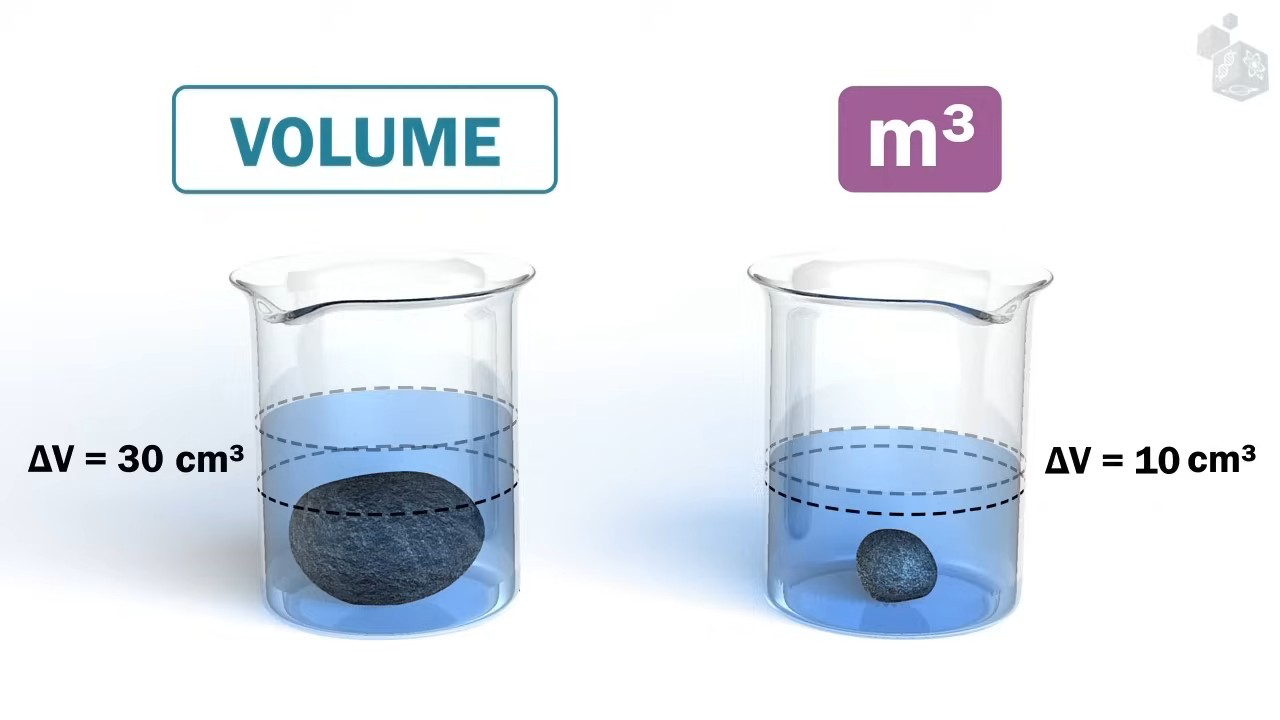 VOLUME
m³
ΔV = 30 cm³
ΔV = 10 cm³